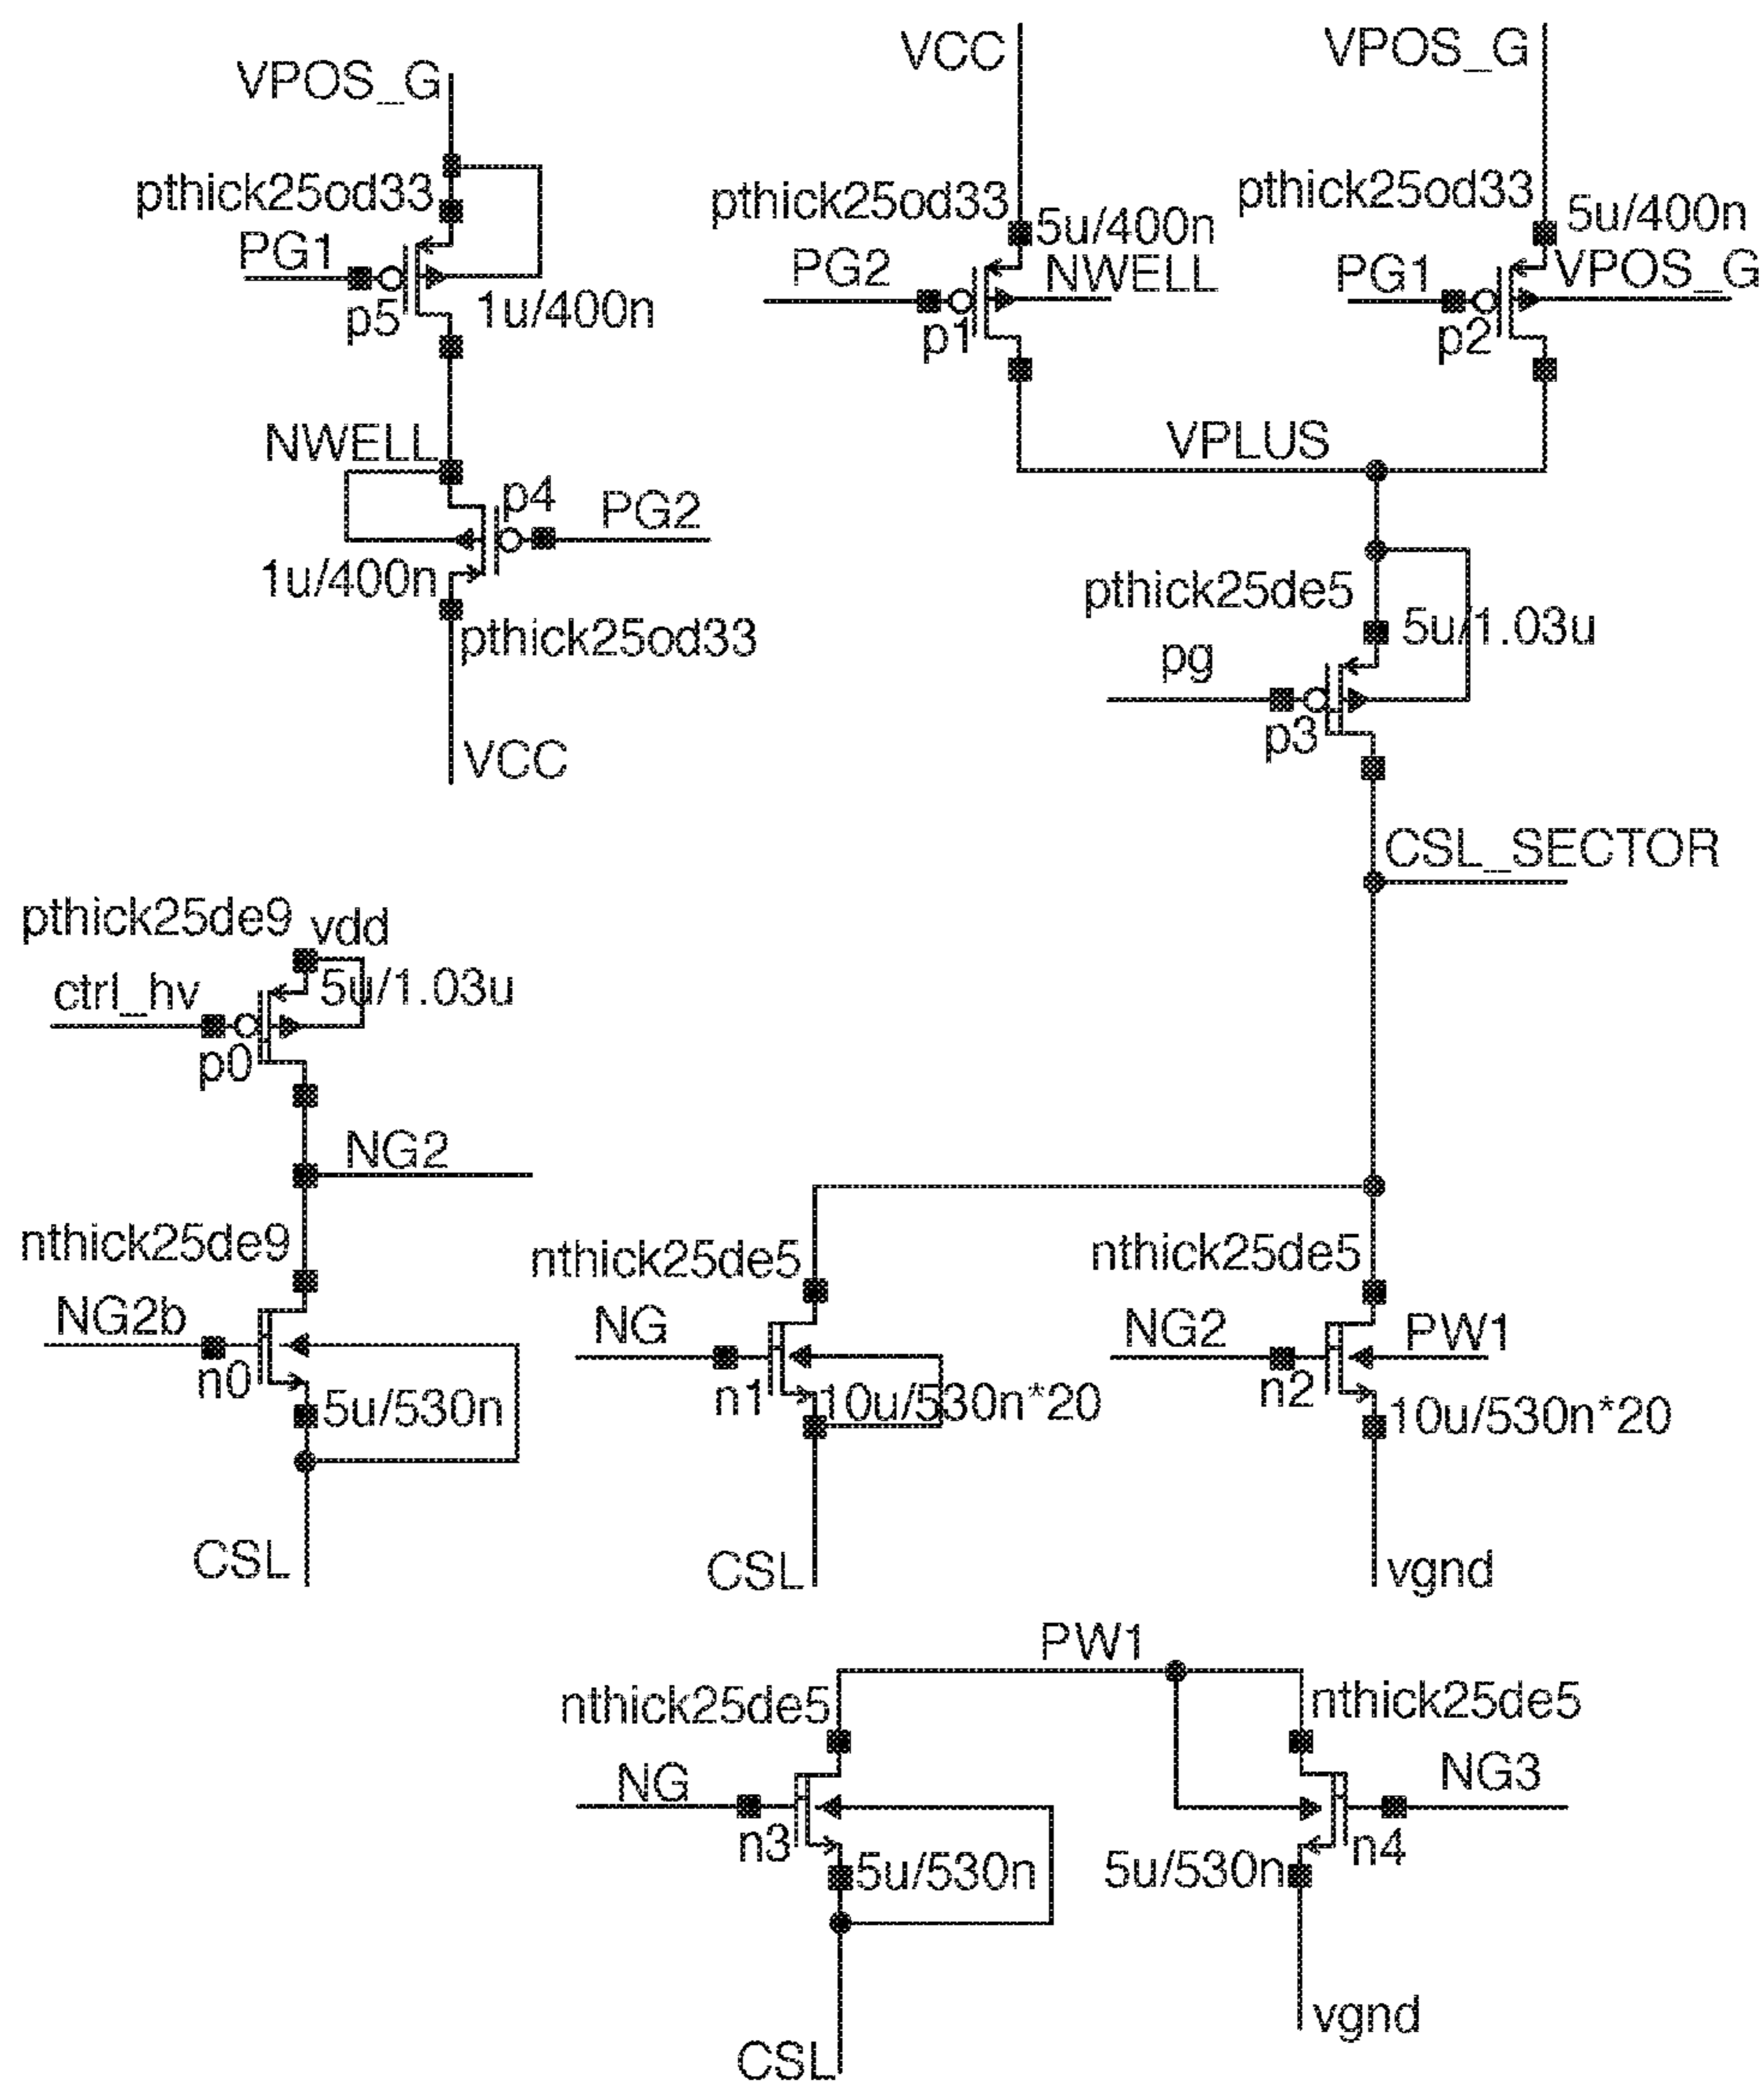 VCC
VPOS_G
VPOS_G
pthick25od33
PG1
p5
1u/400n
NWELL
p4
PG2
1u/400n
pthick25od33
VCC
pthick25od33
5u/400n
PG2
NWELL
p1
pthick25od33
5u/400n
PG1
VPOS_G
p2
VPLUS
pthick25de5
5u/1.03u
pg
p3
CSL_SECTOR
pthick25de9
vdd
ctrl_hv
5u/1.03u
p0
NG2
nthick25de9
NG2b
n0
5u/530n
CSL
nthick25de5
NG
n1
10u/530n*20
CSL
nthick25de5
NG2
PW1
n2
10u/530n*20
vgnd
PW1
nthick25de5
nthick25de5
NG
NG3
n3
n4
5u/530n
5u/530n
vgnd
CSL